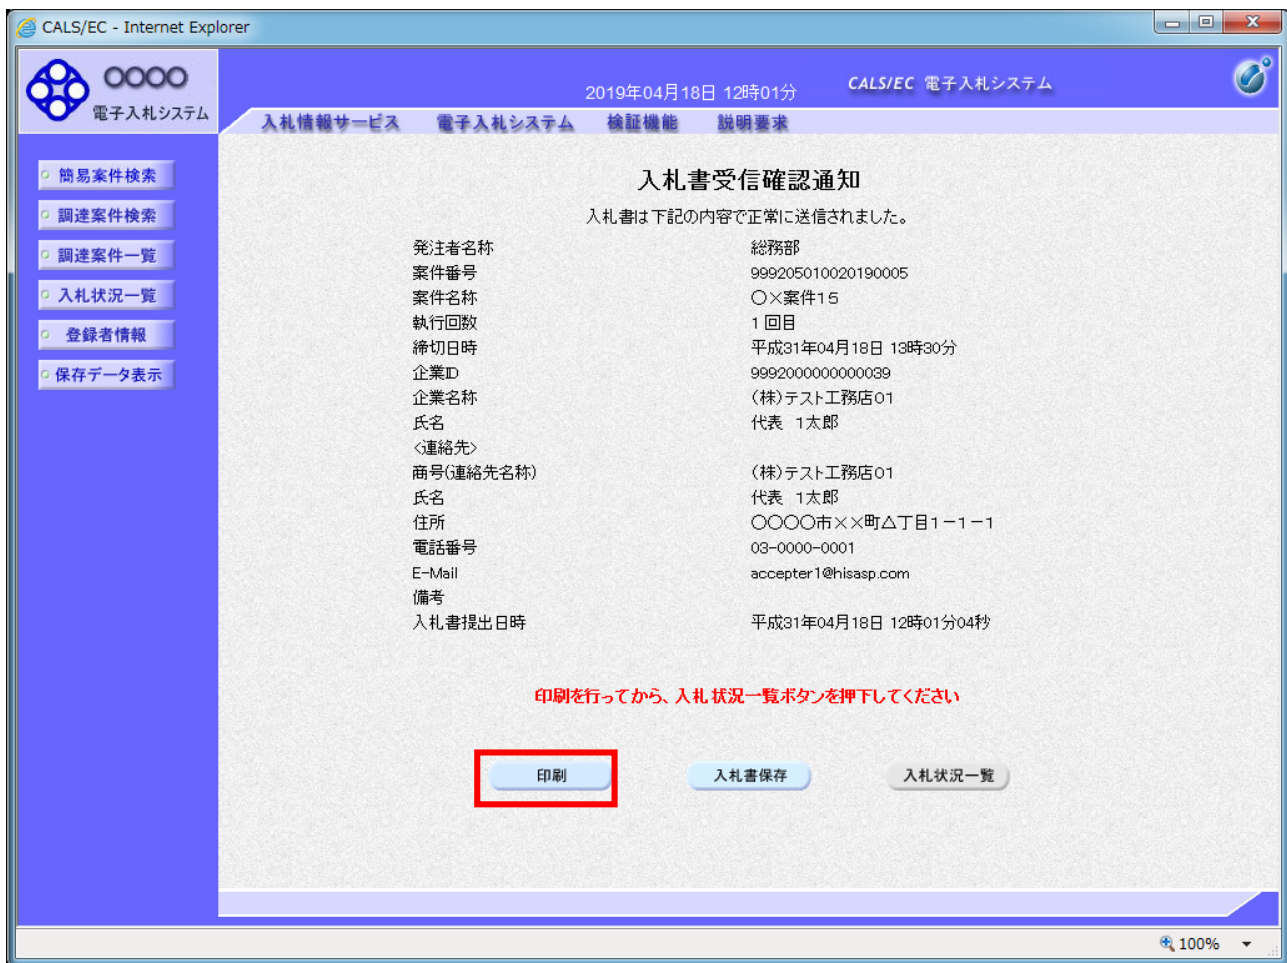 CALS/EC - Internet Explorer
〇〇〇〇
電子入札システム
2019年04月18日 12時01分
CALS/EC 電子入札システム
入札情報サービス 電子入札システム 検証機能 説明要求
簡易案件検索
調達案件検索
調達案件一覧
入札状況一覧
登録者情報
保存データ表示
入札書受信確認通知
入札書は下記の内容で正常に送信されました。
発注者名称 総務部
案件番号 999205010020190005
案件名称 〇×案件15
執行回数 1回目
締切日時 平成31年04月18日 13時30分
企業ID 9992000000000039
企業名称 (株)テスト工務店01
氏名 代表 1太郎
<連絡先>
商号(連絡先名称) (株)テスト工務店01
氏名 代表 1太郎
住所 〇〇〇〇市××町△丁目1-1-1
電話番号 03-0000-0001
E-Mail accepter1@hisasp.com
備考
入札書提出日時 平成31年04月18日 12時01分04秒
印刷を行ってから、入札状況一覧ボタンを押下してください
印刷 入札書保存 入札状況一覧
100%